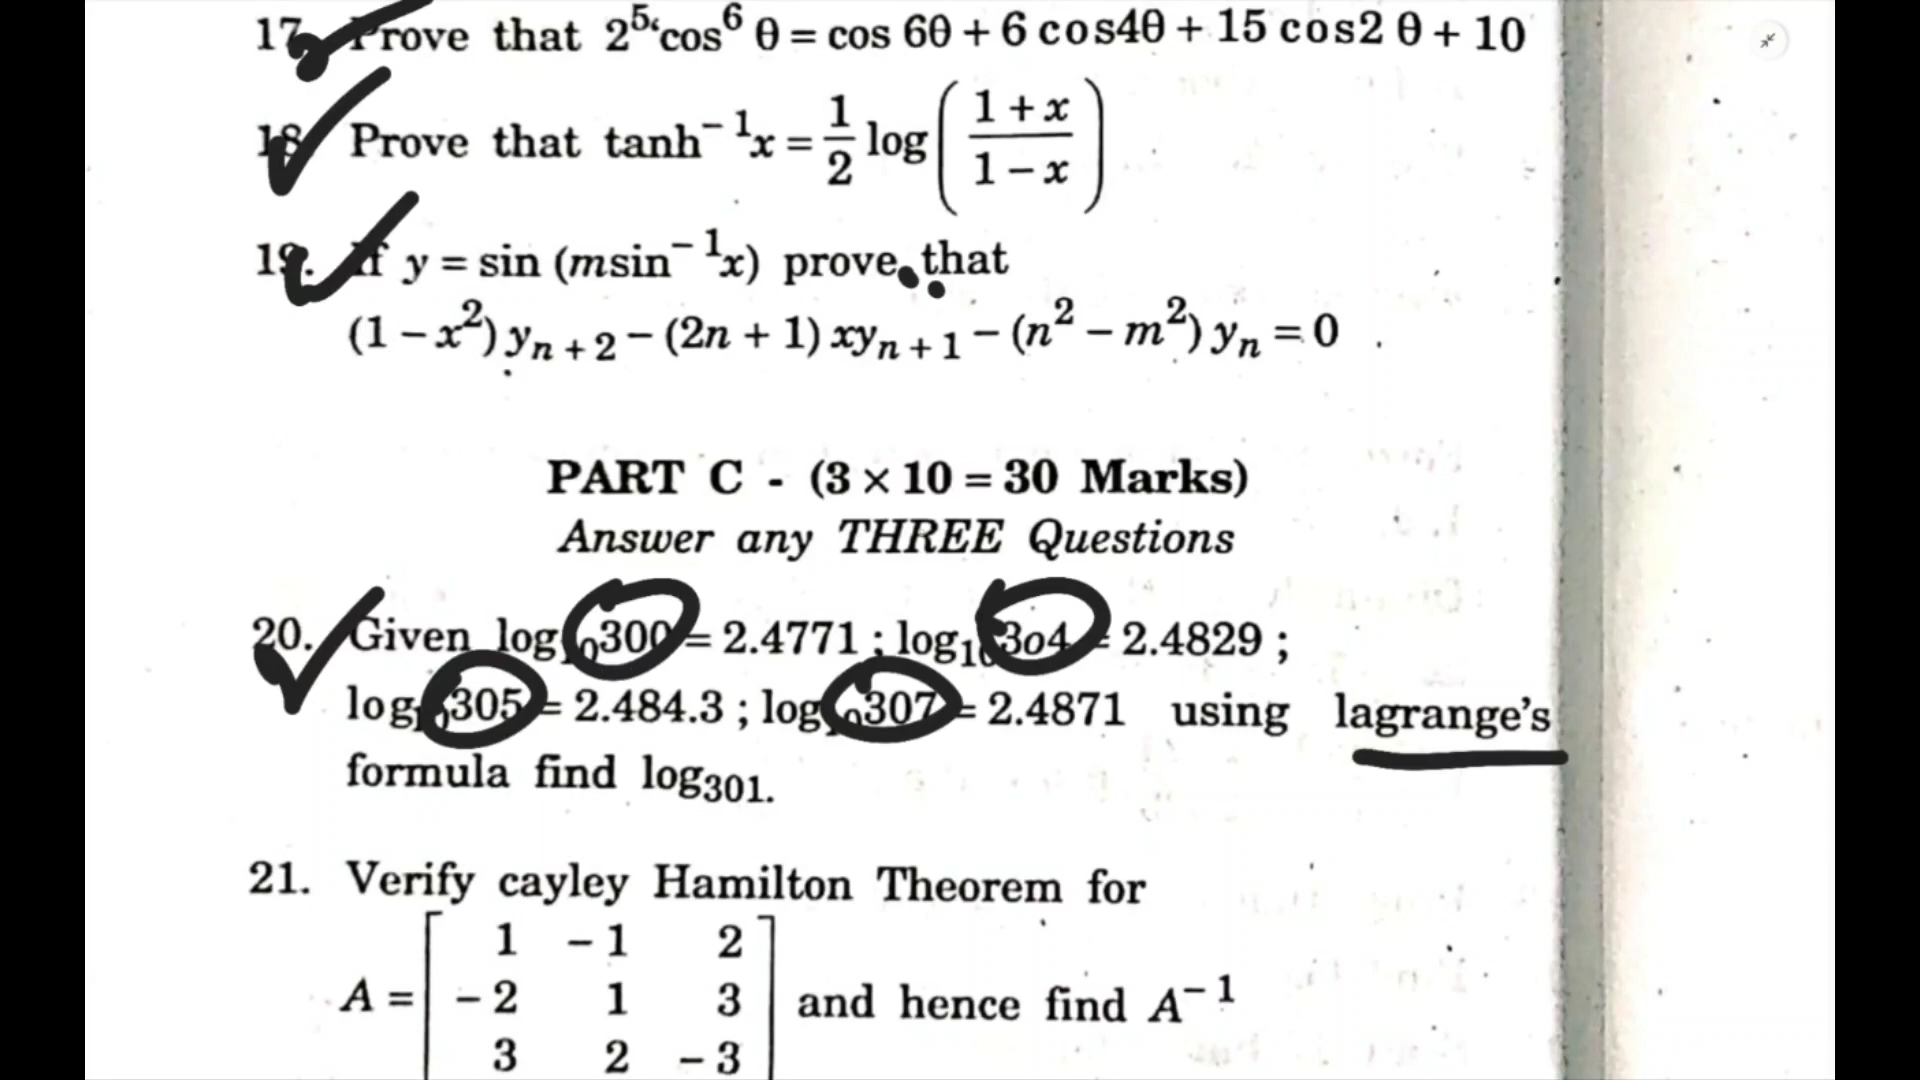 17. Prove that 2⁵ cos⁶ θ = cos 6θ + 6 cos4θ + 15 cos2 θ + 10
18. Prove that tanh⁻¹x = 1/2 log( (1 + x)/(1 − x) )
19. If y = sin (msin⁻¹x) prove that
(1 − x²) yₙ₊₂ − (2n + 1) xyₙ₊₁ − (n² − m²) yₙ = 0
PART C - (3 × 10 = 30 Marks)
Answer any THREE Questions
20. Given log₁₀300 = 2.4771 ; log₁₀3o4 = 2.4829 ;
log₁₀305 = 2.484.3 ; log₁₀307 = 2.4871 using lagrange's
formula find log₃₀₁.
21. Verify cayley Hamilton Theorem for
1 − 1 2
A = − 2 1 3 and hence find A⁻¹
3 2 − 3